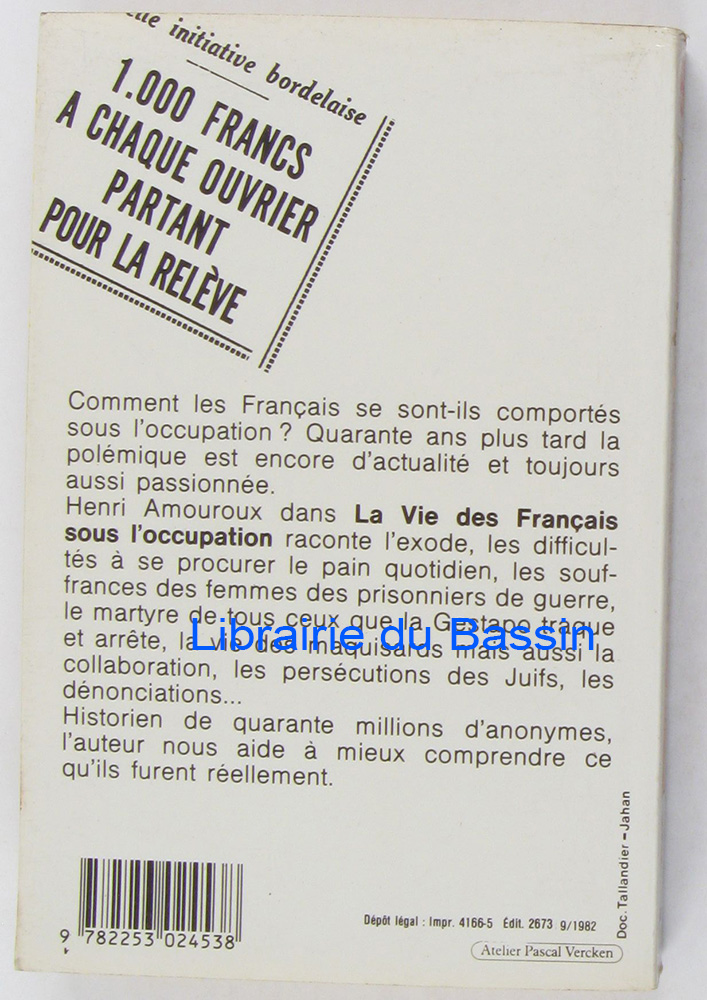 initiative bordelaise
1.000 FRANCS
A CHAQUE OUVRIER
PARTANT
POUR LA RELÈVE
Comment les Français se sont-ils comportés
sous l'occupation ? Quarante ans plus tard la
polémique est encore d'actualité et toujours
aussi passionnée.
Henri Amouroux dans La Vie des Français
sous l'occupation raconte l'exode, les difficul-
tés à se procurer le pain quotidien, les souf-
frances des femmes des prisonniers de guerre,
le martyre de tous ceux que la Gestapo traque
et arrête, la vie des maquisards mais aussi la
collaboration, les persécutions des Juifs, les
dénonciations...
Historien de quarante millions d'anonymes,
l'auteur nous aide à mieux comprendre ce
qu'ils furent réellement.
Librairie du Bassin
Doc. Tallandier - Jahan
9 782253 024538
Dépôt légal : Impr. 4166-5 Édit. 2673 9/1982
Atelier Pascal Vercken